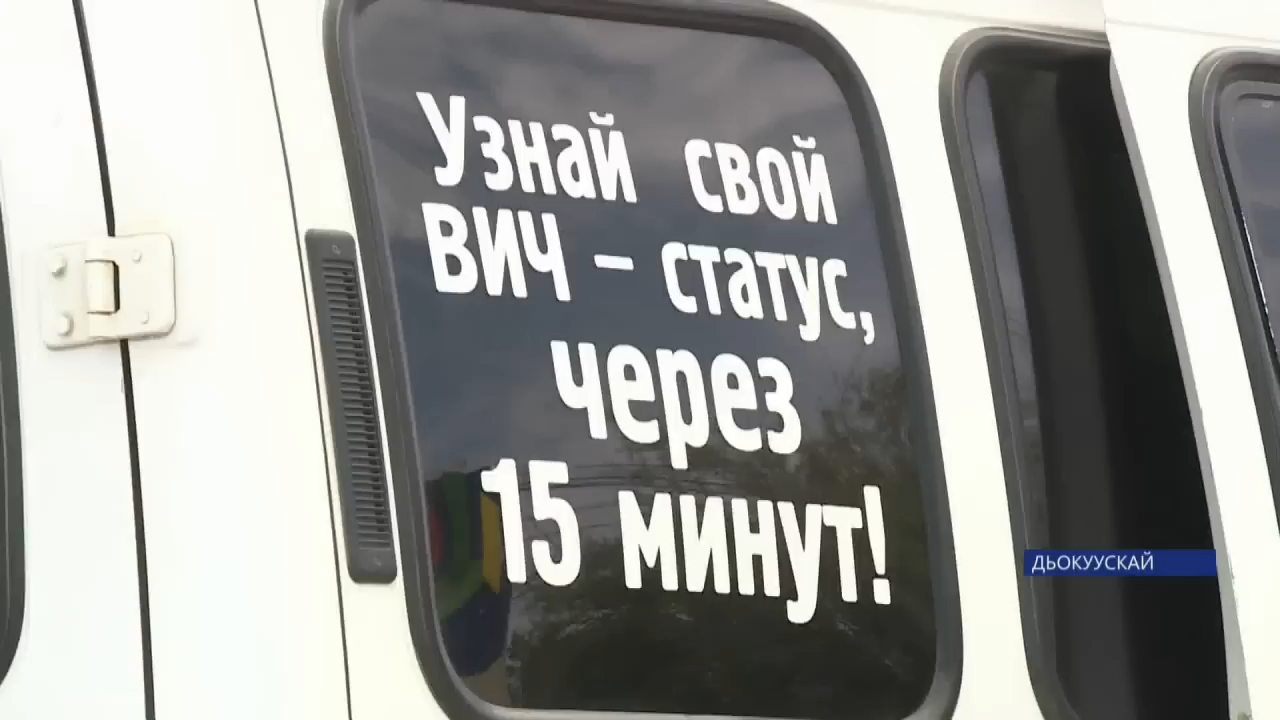 Узнай свой
ВИЧ – статус,
через
15 минут!
ДЬОКУУСКАЙ